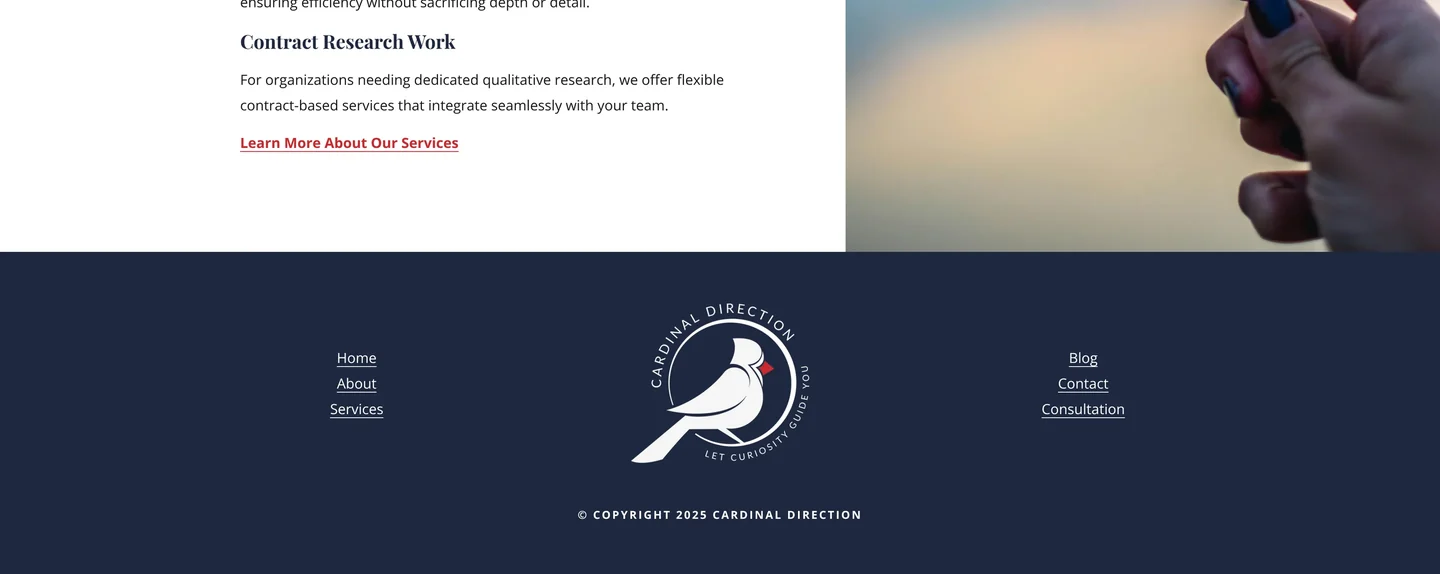 ensuring efficiency without sacrificing depth or detail.
Contract Research Work
For organizations needing dedicated qualitative research, we offer flexible
contract-based services that integrate seamlessly with your team.
Learn More About Our Services
Home
About
Services
CARDINAL DIRECTION
LET CURIOSITY GUIDE YOU
Blog
Contact
Consultation
© COPYRIGHT 2025 CARDINAL DIRECTION